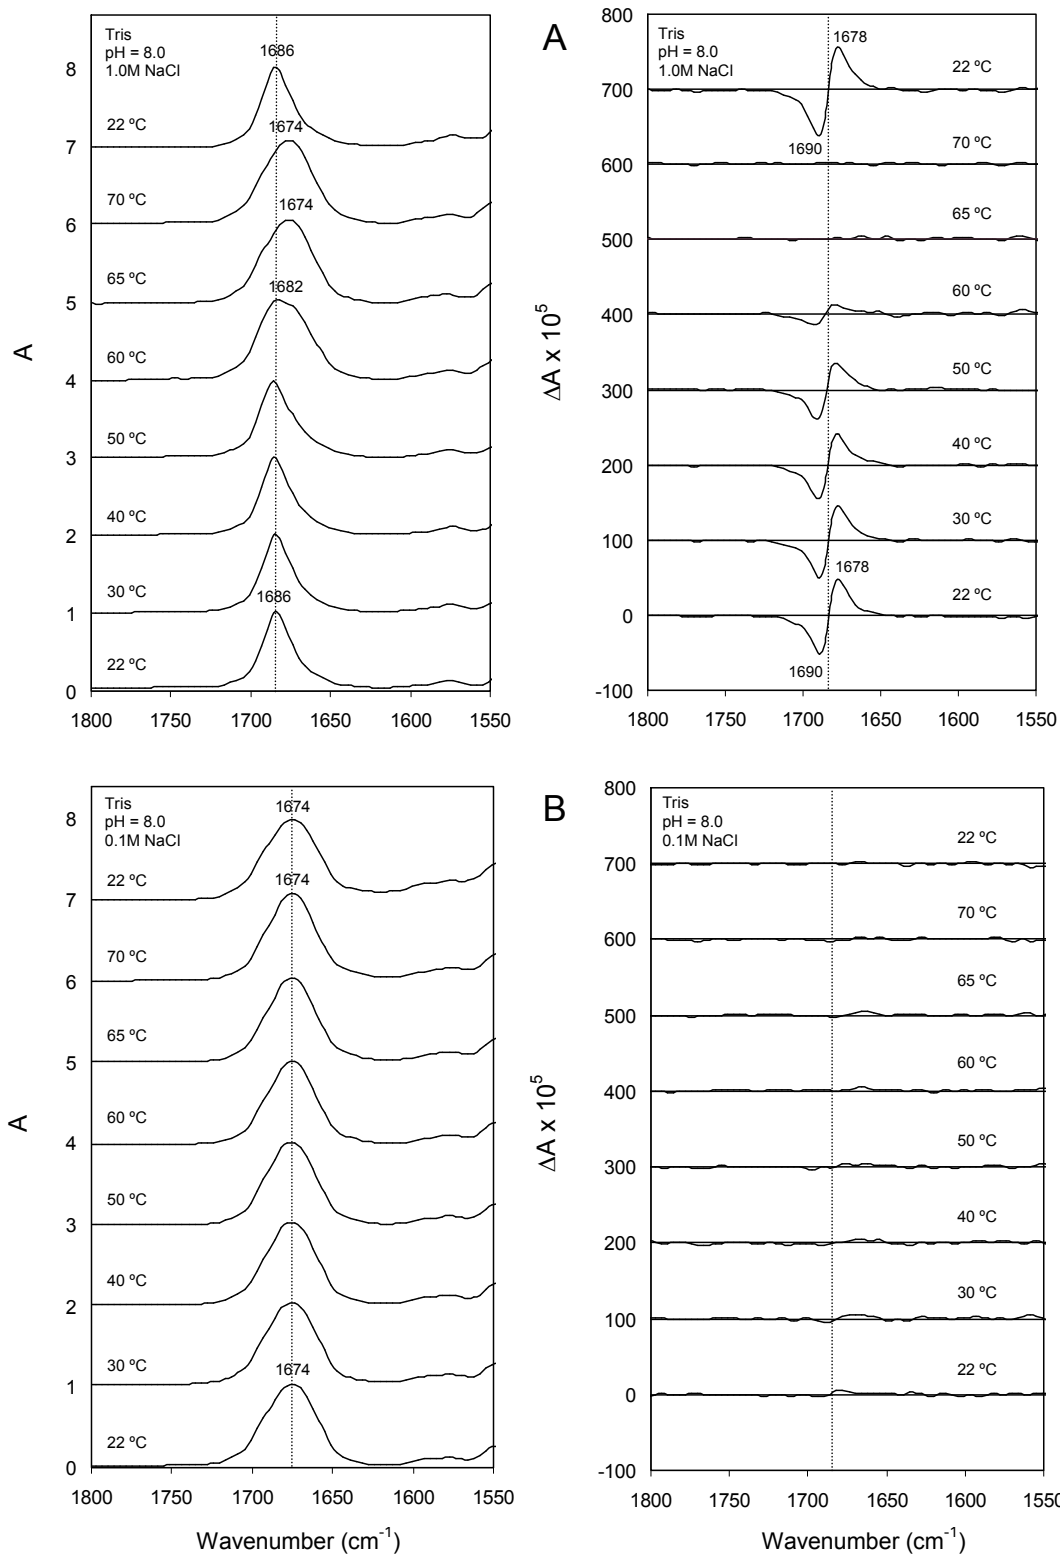 Tris
pH = 8.0
1.0M NaCl
1686
8
22 ºC
1674
7
70 ºC
1674
6
65 ºC
1682
5
60 ºC
4
50 ºC
3
40 ºC
2
30 ºC
1686
1
22 ºC
0
A
1800
1700
1650
1600
1550
A
800
Tris
pH = 8.0
1.0M NaCl
1678
22 ºC
700
1690
70 ºC
600
65 ºC
500
60 ºC
400
50 ºC
300
40 ºC
200
30 ºC
100
1678
22 ºC
0
1690
-100
ΔA x 10⁵
1800
1750
1700
1650
1600
1550
Tris
pH = 8.0
0.1M NaCl
1674
8
22 ºC
1674
7
70 ºC
6
65 ºC
5
60 ºC
4
50 ºC
3
40 ºC
2
30 ºC
1674
1
22 ºC
0
A
1800
1700
1650
1600
1550
Wavenumber (cm⁻¹)
B
800
Tris
pH = 8.0
0.1M NaCl
22 ºC
700
70 ºC
600
65 ºC
500
60 ºC
400
50 ºC
300
40 ºC
200
30 ºC
100
22 ºC
0
-100
ΔA x 10⁵
1800
1750
1700
1650
1600
1550
Wavenumber (cm⁻¹)